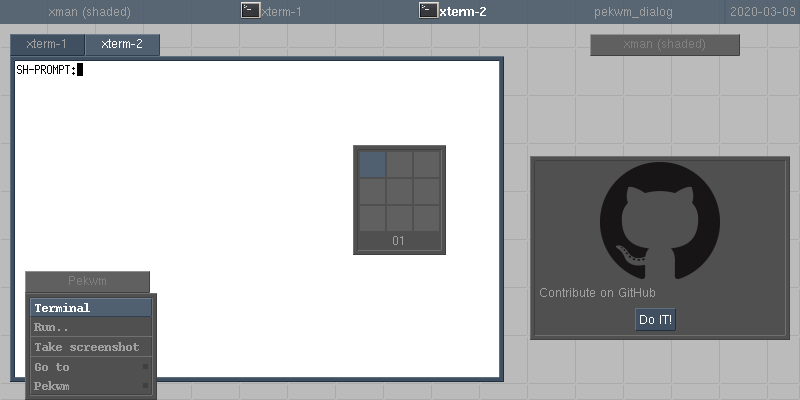 xman (shaded) xterm-1 xterm-2 pekwm_dialog 2020-03-09
xterm-1 xterm-2
xman (shaded)
SH-PROMPT:
01
Contribute on GitHub
Do IT!
Pekwm
Terminal
Run..
Take screenshot
Go to
Pekwm